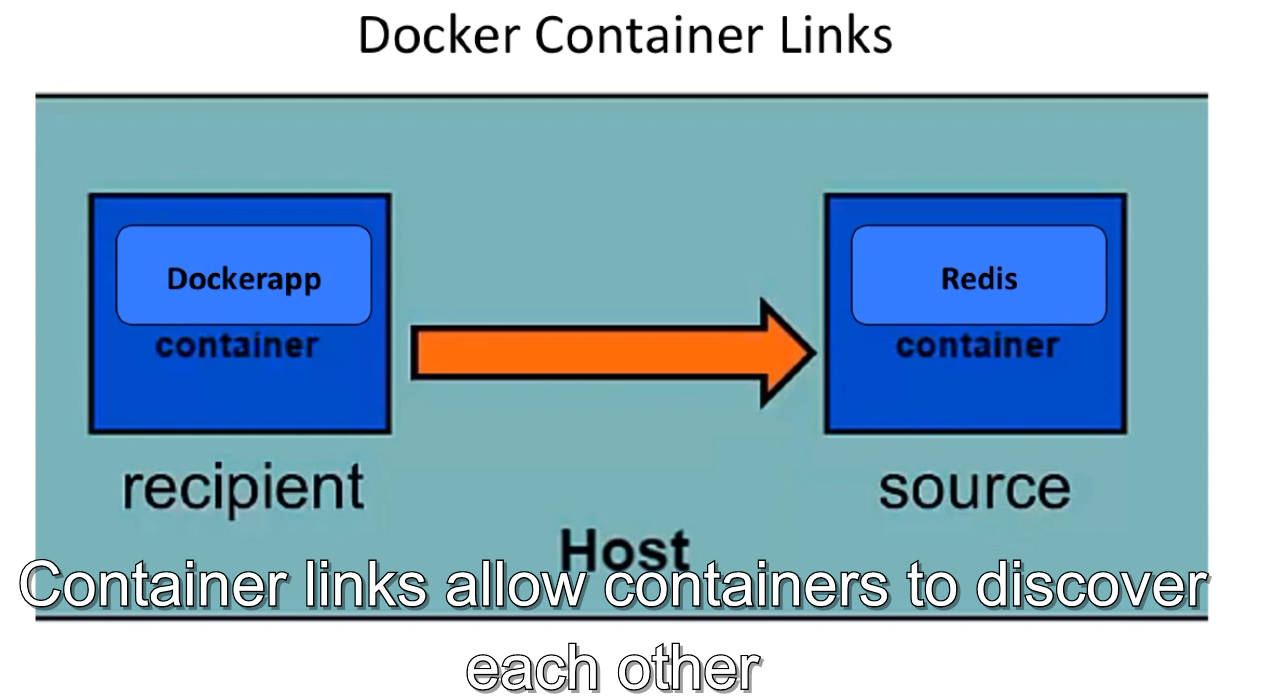 Docker Container Links
Dockerapp
container
recipient
Redis
container
source
Host
Container links allow containers to discover
each other